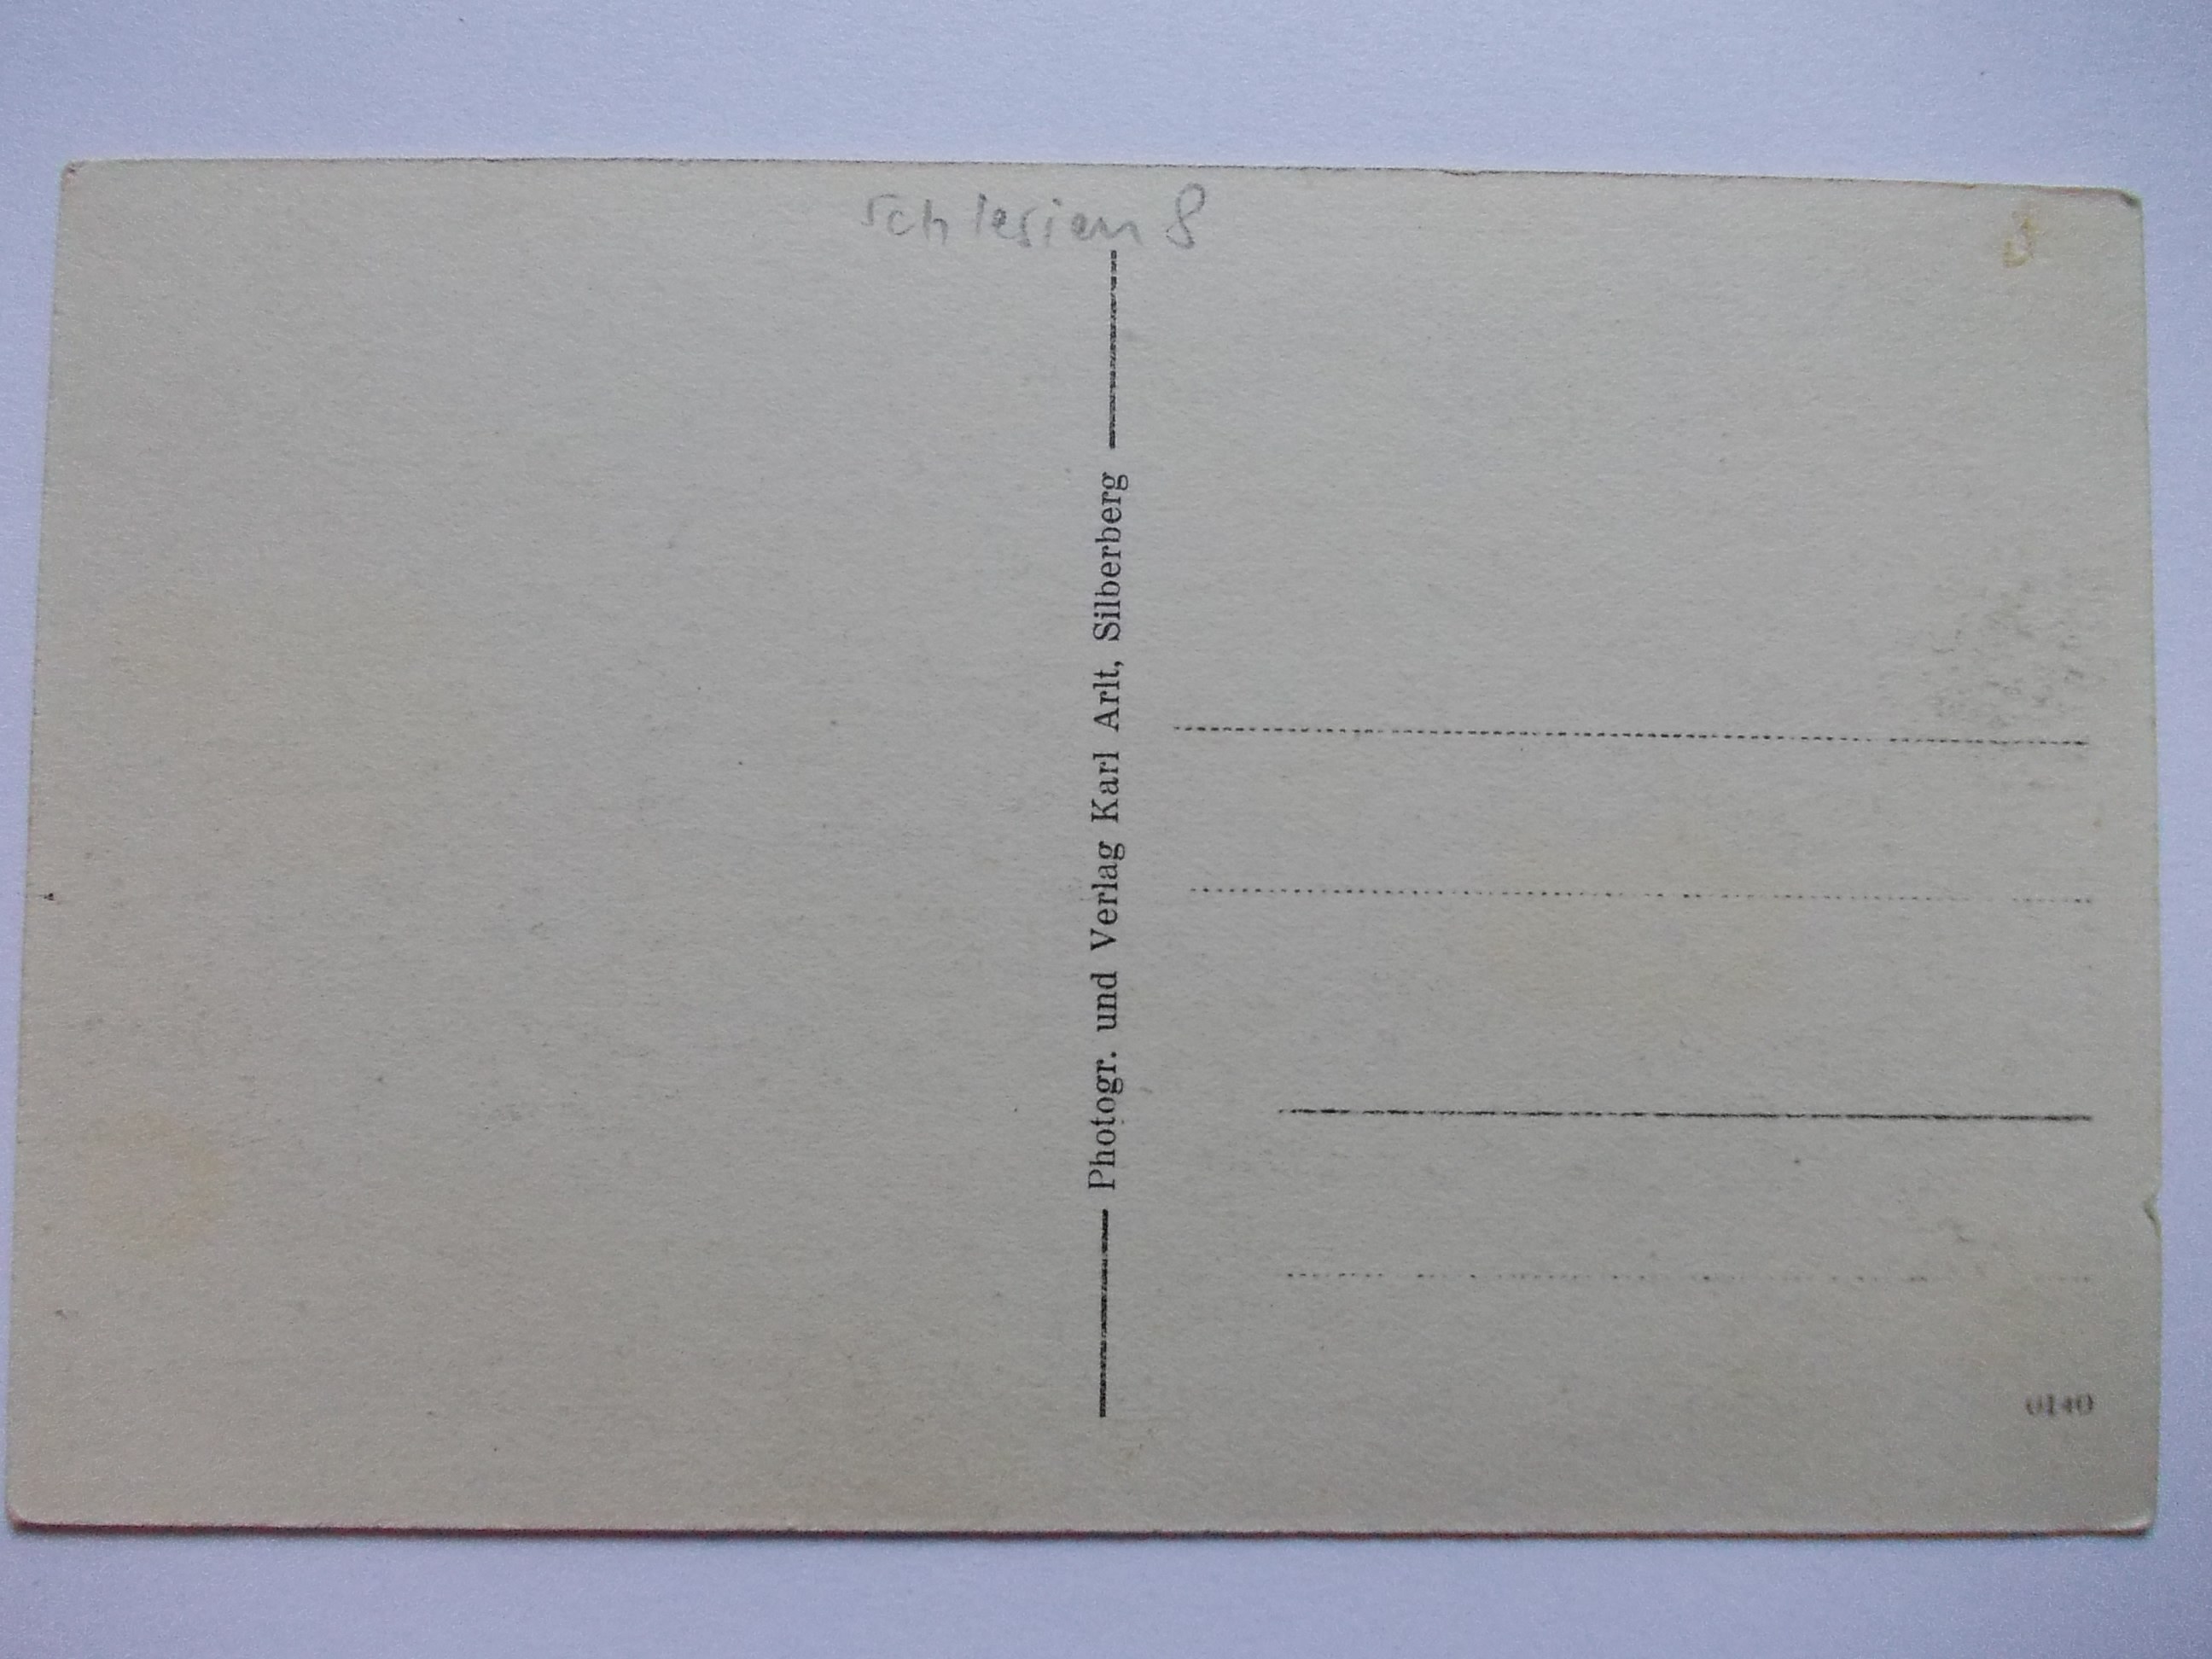 Schlesien 8
Photogr. und Verlag Karl Arlt, Silberberg
0140